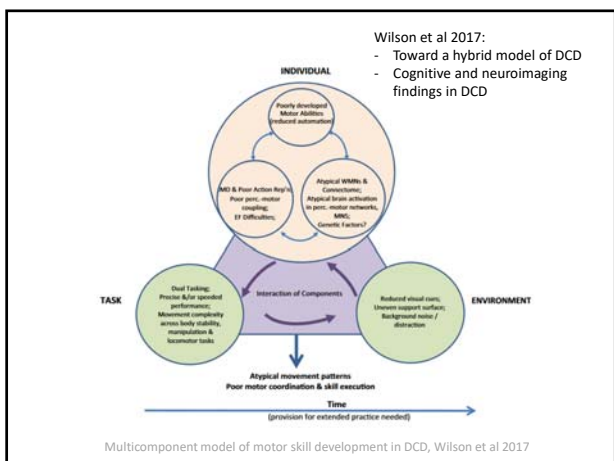 Wilson et al 2017:
- Toward a hybrid model of DCD
- Cognitive and neuroimaging
findings in DCD
INDIVIDUAL
Poorly developed
Motor Abilities
(reduced automation)
MD & Poor Action Rep'n
Poor perc.-motor
coupling;
EF Difficulties;
Atypical WMNs &
Connectome;
Atypical brain activation
in perc.-motor networks,
MNS;
Genetic Factors?
TASK
Dual Tasking;
Precise &/or speeded
performance;
Movement complexity
across body stability,
manipulation &
locomotor tasks
Interaction of Components
Reduced visual cues;
Uneven support surface;
Background noise /
distraction
ENVIRONMENT
Atypical movement patterns
Poor motor coordination & skill execution
Time
(provision for extended practice needed)
Multicomponent model of motor skill development in DCD, Wilson et al 2017